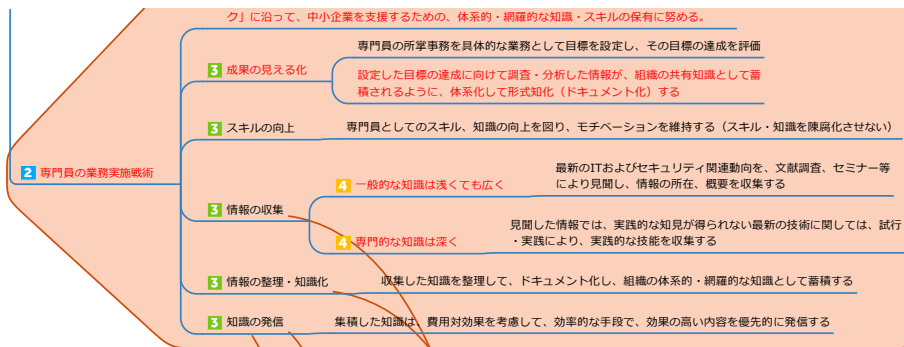 ク」に沿って、中小企業を支援するための、体系的・網羅的な知識・スキルの保有に努める。
3 成果の見える化
専門員の所掌事務を具体的な業務として目標を設定し、その目標の達成を評価
設定した目標の達成に向けて調査・分析した情報が、組織の共有知識として蓄
積されるように、体系化して形式知化（ドキュメント化）する
3 スキルの向上
専門員としてのスキル、知識の向上を図り、モチベーションを維持する（スキル・知識を陳腐化させない）
2 専門員の業務実施戦術
3 情報の収集
4 一般的な知識は浅くても広く
最新のITおよびセキュリティ関連動向を、文献調査、セミナー等
により見聞し、情報の所在、概要を収集する
4 専門的な知識は深く
見聞した情報では、実践的な知見が得られない最新の技術に関しては、試行
・実践により、実践的な技能を収集する
3 情報の整理・知識化
収集した知識を整理して、ドキュメント化し、組織の体系的・網羅的な知識として蓄積する
3 知識の発信
集積した知識は、費用対効果を考慮して、効率的な手段で、効果の高い内容を優先的に発信する